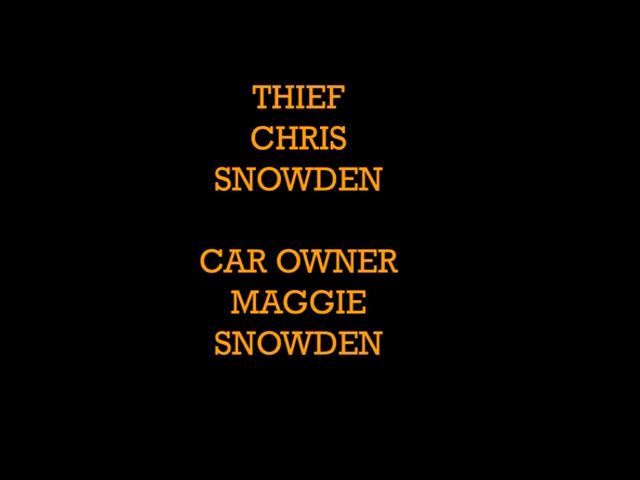 THIEF
CHRIS
SNOWDEN
CAR OWNER
MAGGIE
SNOWDEN